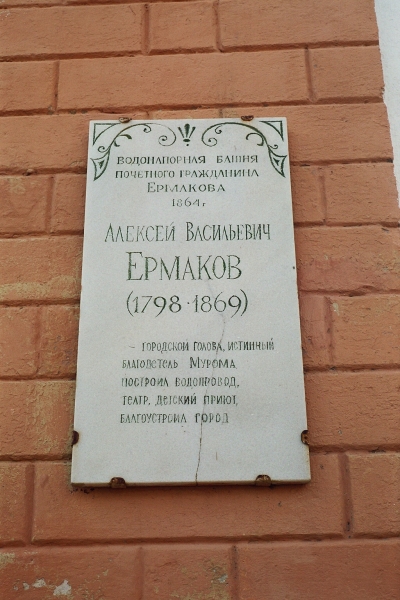 Водонапорная башня
почетного гражданина
Ермакова
1864 г
Алексей Васильевич
Ермаков
(1798-1869)
– городской голова, истинный
благодетель Мурома,
построил водопровод,
театр, детский приют,
благоустроил город